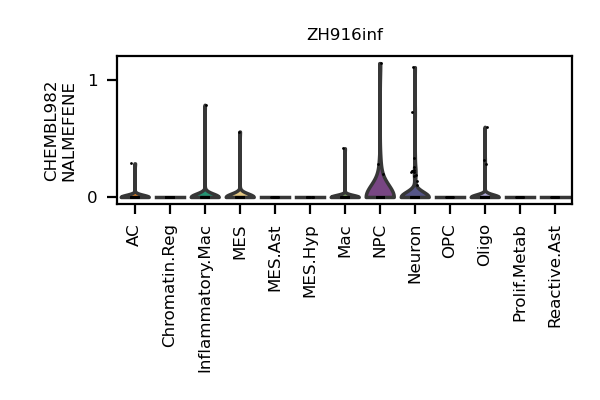 ZH916inf
CHEMBL982
NALMEFENE
1
0
AC
Chromatin.Reg
Inflammatory.Mac
MES
MES.Ast
MES.Hyp
Mac
NPC
Neuron
OPC
Oligo
Prolif.Metab
Reactive.Ast